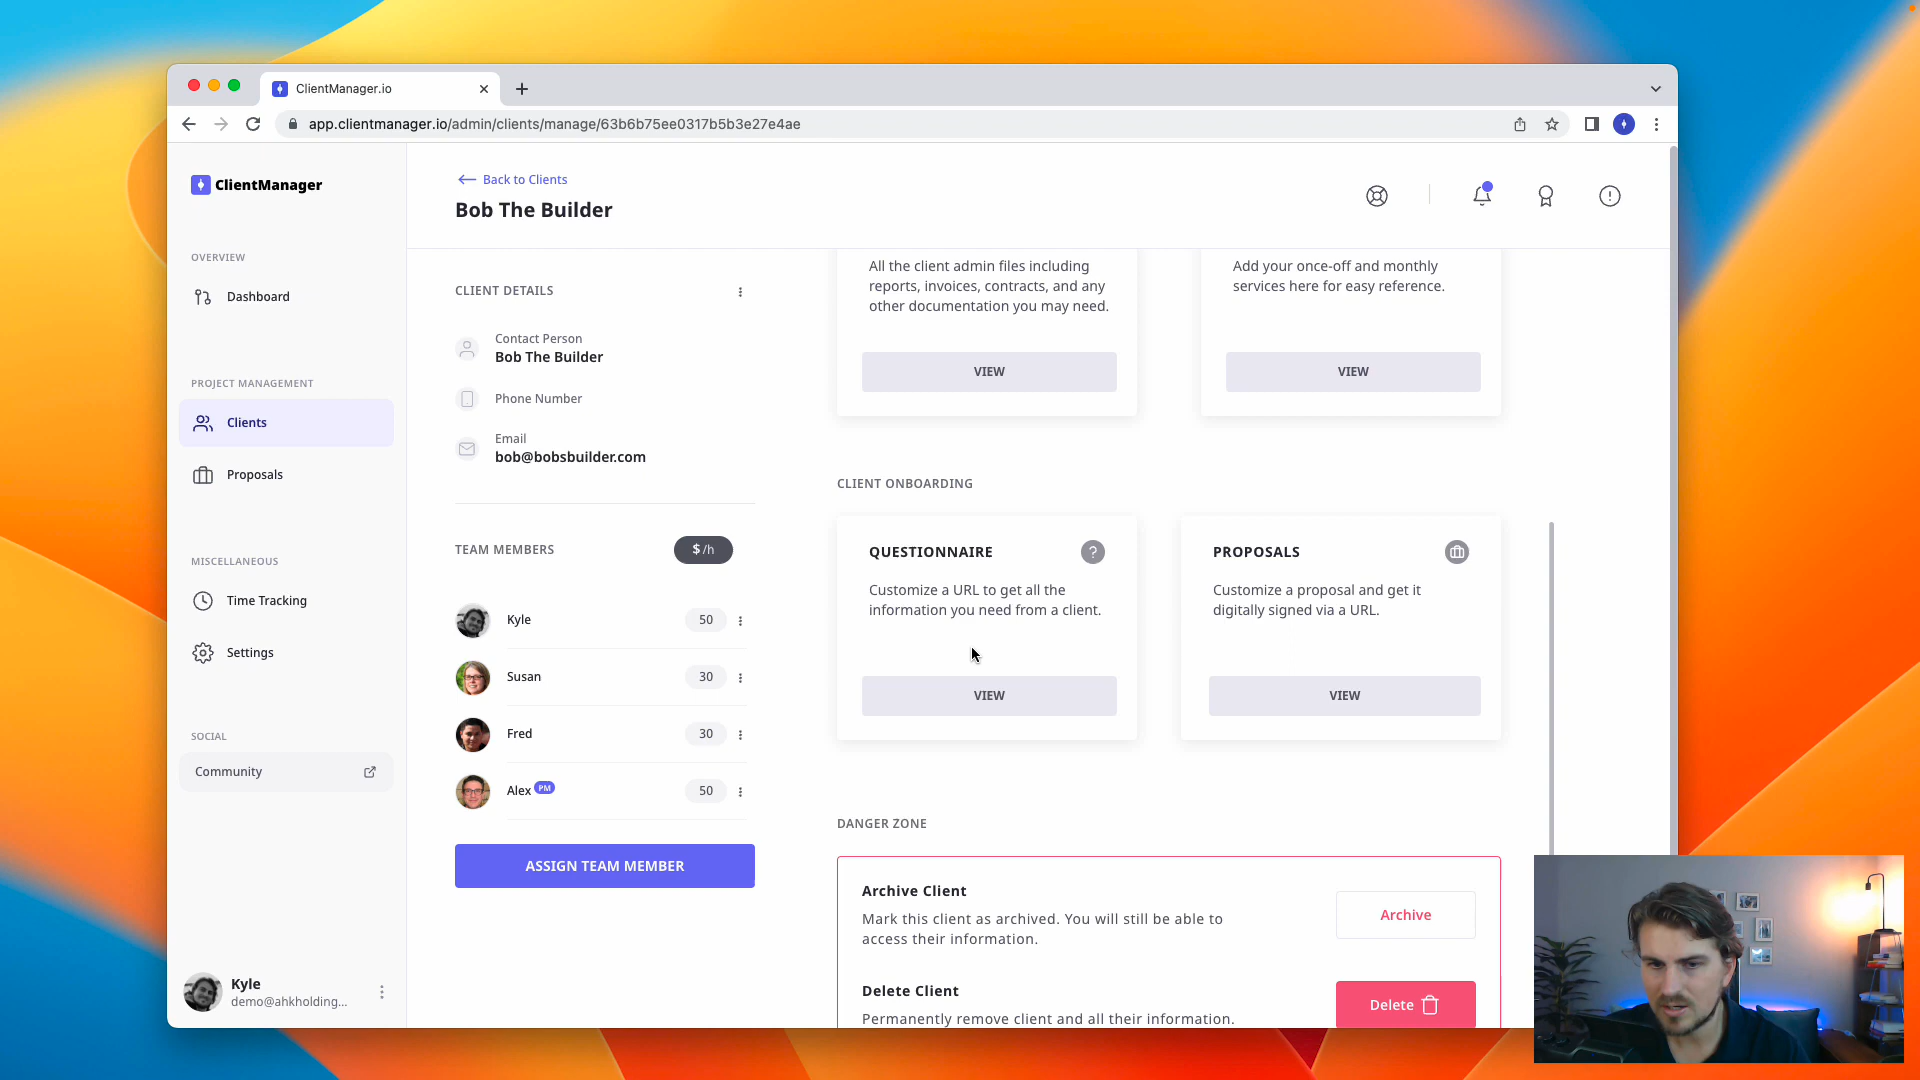 ClientManager.io
app.clientmanager.io/admin/clients/manage/63b6b75ee0317b5b3e27e4ae
ClientManager
OVERVIEW
Dashboard
PROJECT MANAGEMENT
Clients
Proposals
MISCELLANEOUS
Time Tracking
Settings
SOCIAL
Community
Kyle
demo@ahkholding...
Back to Clients
Bob The Builder
CLIENT DETAILS
Contact Person
Bob The Builder
Phone Number
Email
bob@bobsbuilder.com
TEAM MEMBERS
$ /h
Kyle
50
Susan
30
Fred
30
Alex PM
50
ASSIGN TEAM MEMBER
All the client admin files including
reports, invoices, contracts, and any
other documentation you may need.
VIEW
Add your once-off and monthly
services here for easy reference.
VIEW
CLIENT ONBOARDING
QUESTIONNAIRE ?
Customize a URL to get all the
information you need from a client.
VIEW
PROPOSALS
Customize a proposal and get it
digitally signed via a URL.
VIEW
DANGER ZONE
Archive Client
Mark this client as archived. You will still be able to
access their information.
Archive
Delete Client
Permanently remove client and all their information.
Delete